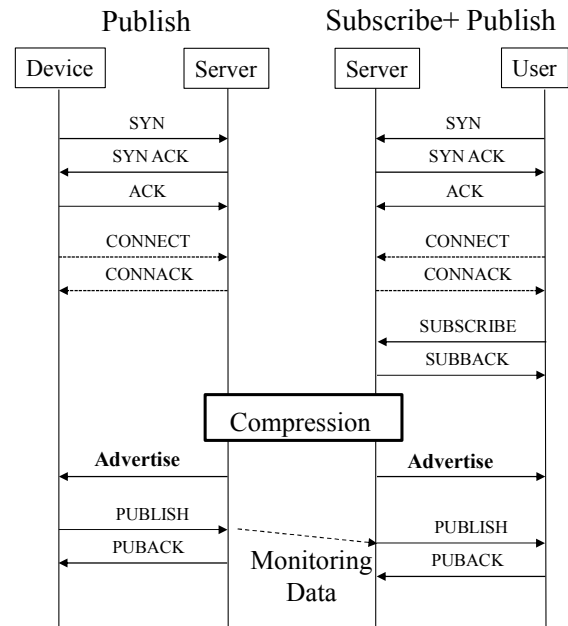 Publish
Subscribe+ Publish
Device
Server
Server
User
SYN
SYN
SYN ACK
SYN ACK
ACK
ACK
CONNECT
CONNECT
CONNACK
CONNACK
SUBSCRIBE
SUBBACK
Compression
Advertise
Advertise
PUBLISH
PUBLISH
PUBACK
Monitoring
Data
PUBACK